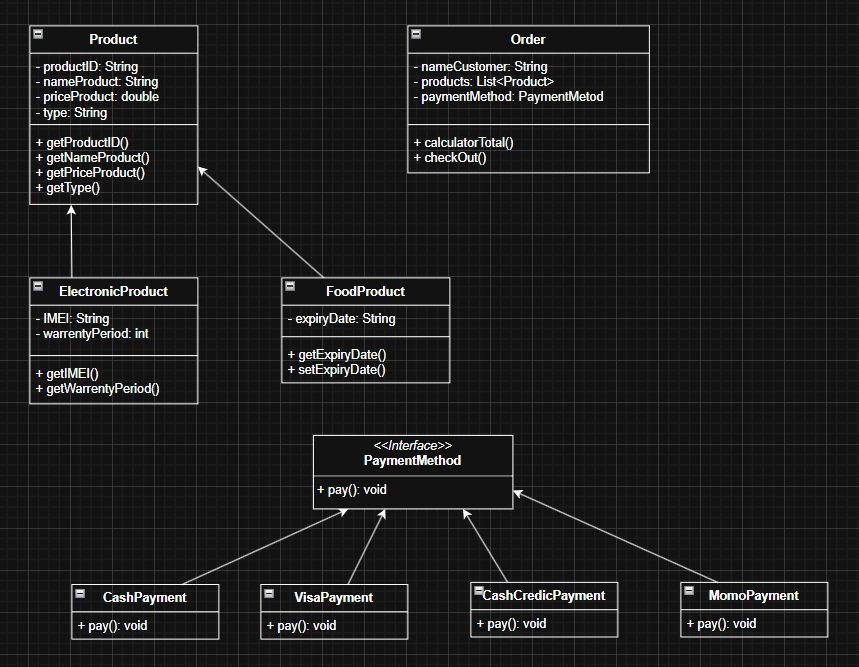 Product
- productID: String
- nameProduct: String
- priceProduct: double
- type: String
+ getProductID()
+ getNameProduct()
+ getPriceProduct()
+ getType()
Order
- nameCustomer: String
- products: List<Product>
- paymentMethod: PaymentMetod
+ calculatorTotal()
+ checkOut()
ElectronicProduct
- IMEI: String
- warrentyPeriod: int
+ getIMEI()
+ getWarrentyPeriod()
FoodProduct
- expiryDate: String
+ getExpiryDate()
+ setExpiryDate()
<<Interface>>
PaymentMethod
+ pay(): void
CashPayment
+ pay(): void
VisaPayment
+ pay(): void
CashCredicPayment
+ pay(): void
MomoPayment
+ pay(): void